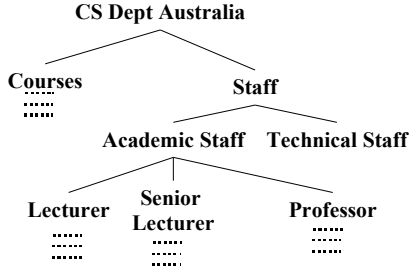 CS Dept Australia
Courses
Staff
Academic Staff
Technical Staff
Lecturer
Senior
Lecturer
Professor